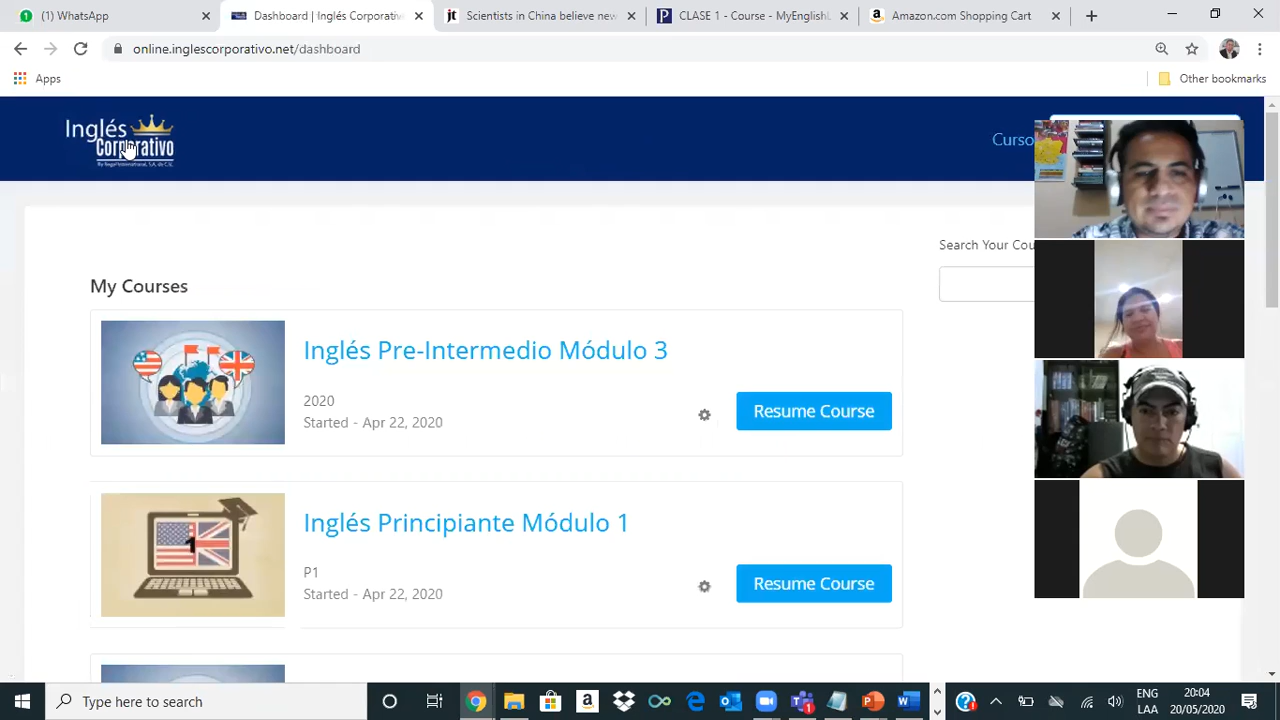 WhatsApp
Dashboard | Inglés Corporativo
Scientists in China believe new
CLASE 1 - Course - MyEnglishL
Amazon.com Shopping Cart
online.inglescorporativo.net/dashboard
Apps
Other bookmarks
Inglés
Corporativo
Curso
Search Your Cou
My Courses
Inglés Pre-Intermedio Módulo 3
2020
Started - Apr 22, 2020
Resume Course
Inglés Principiante Módulo 1
P1
Started - Apr 22, 2020
Resume Course
Type here to search
ENG
LAA
20:04
20/05/2020